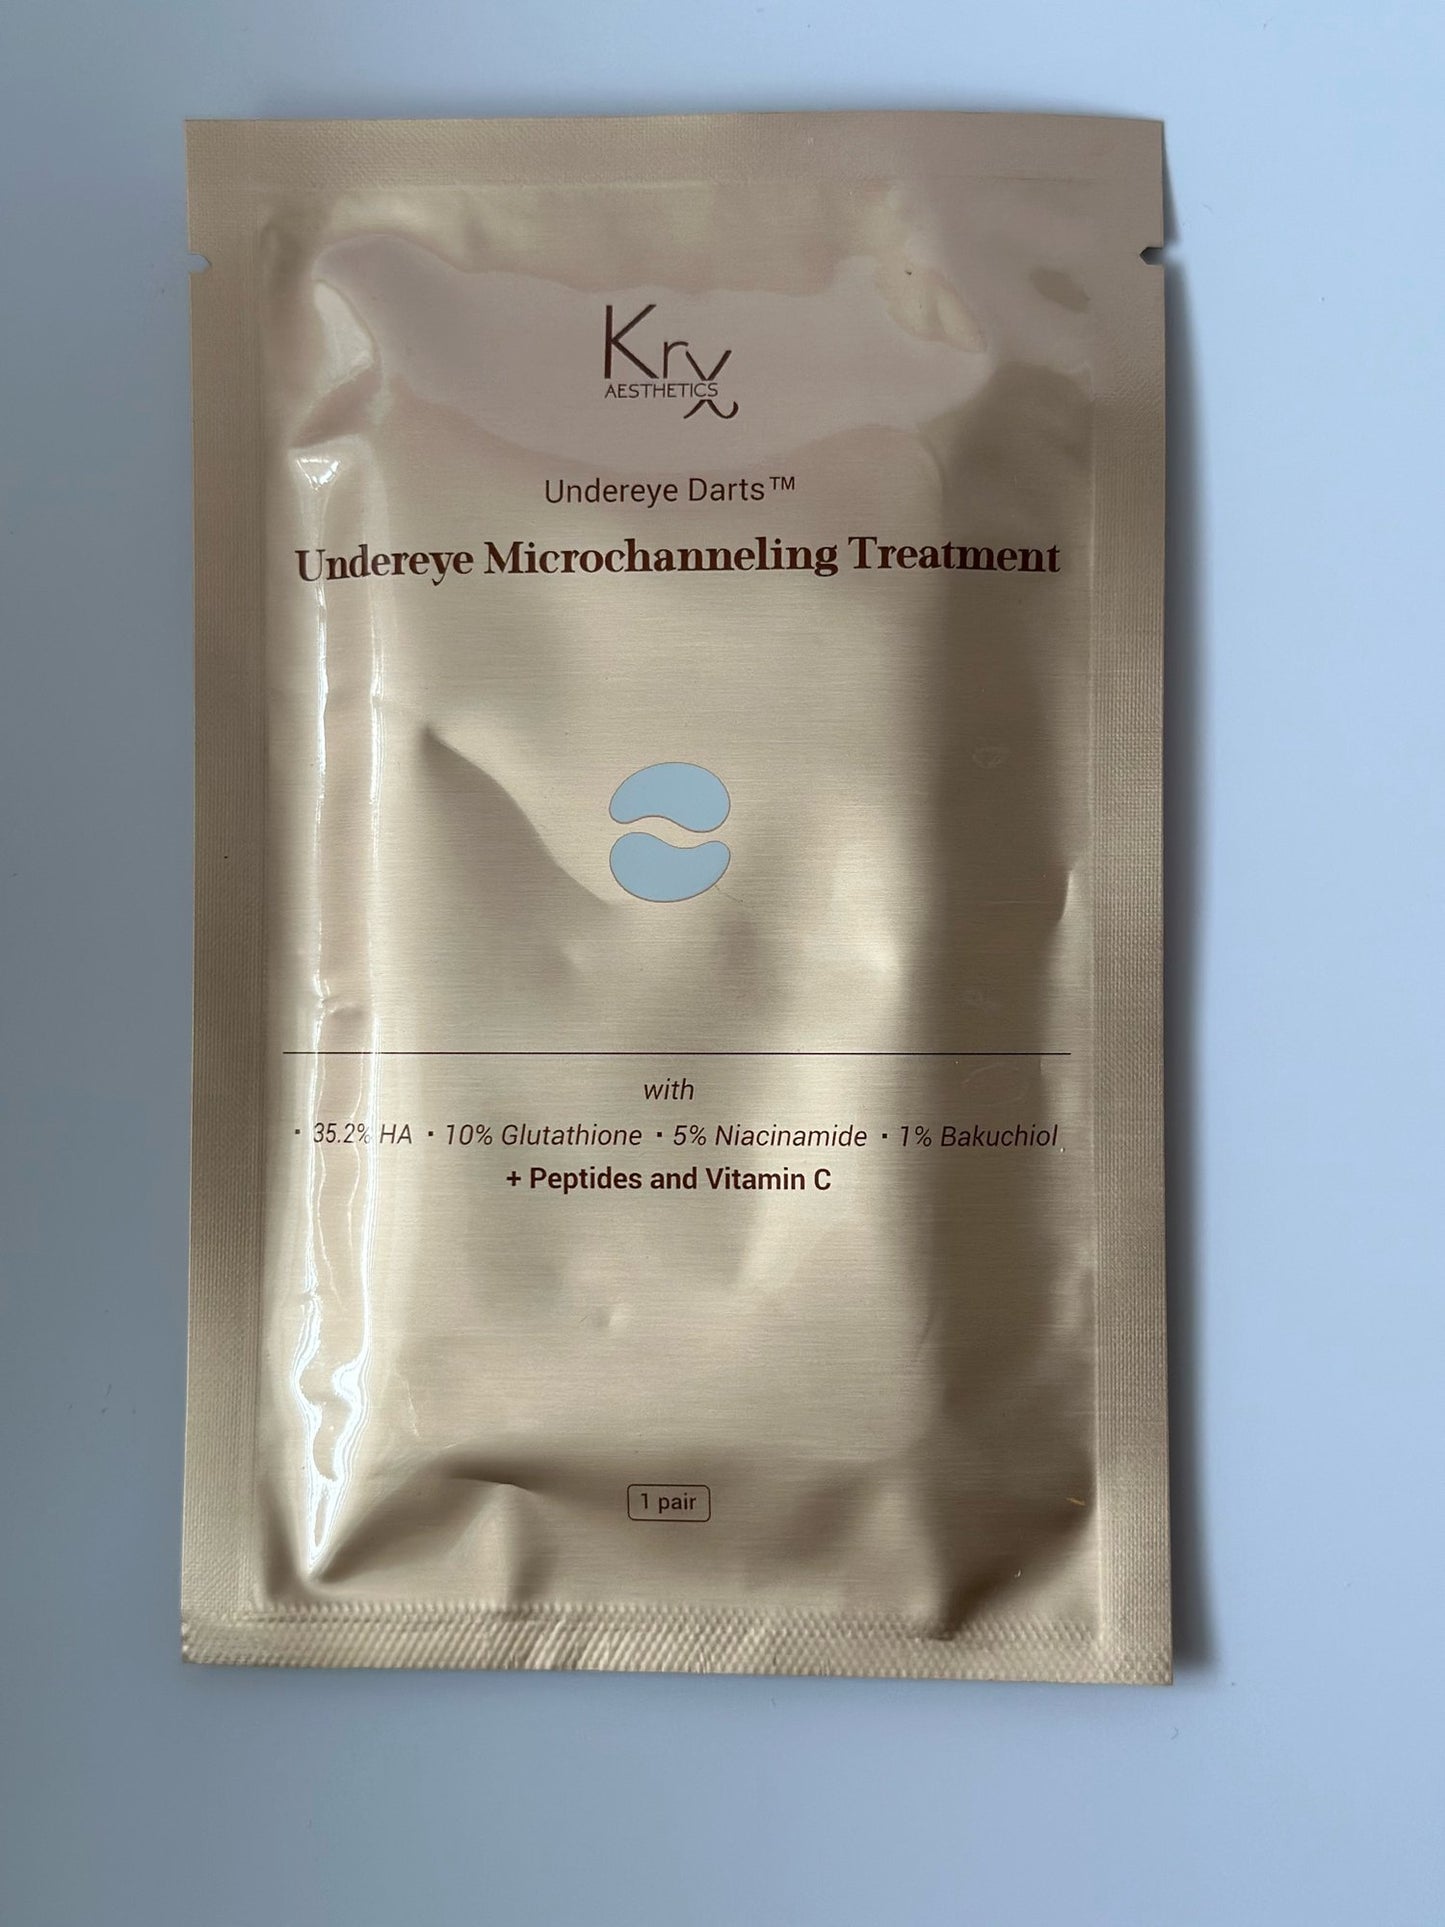 Krx
AESTHETICS
Undereye Darts™
Undereye Microchanneling Treatment
with
· 35.2% HA · 10% Glutathione · 5% Niacinamide · 1% Bakuchiol
+ Peptides and Vitamin C
1 pair